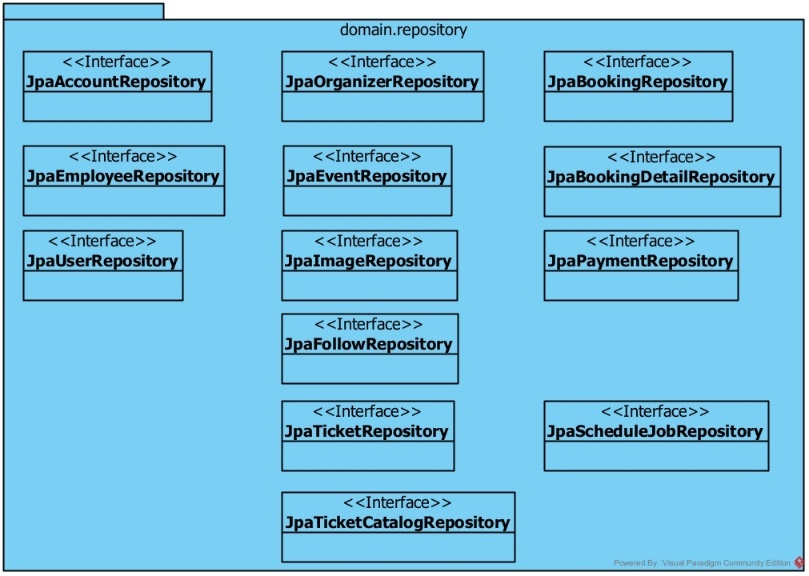 domain.repository
<<Interface>>
JpaAccountRepository
<<Interface>>
JpaOrganizerRepository
<<Interface>>
JpaBookingRepository
<<Interface>>
JpaEmployeeRepository
<<Interface>>
JpaEventRepository
<<Interface>>
JpaBookingDetailRepository
<<Interface>>
JpaUserRepository
<<Interface>>
JpaImageRepository
<<Interface>>
JpaPaymentRepository
<<Interface>>
JpaFollowRepository
<<Interface>>
JpaTicketRepository
<<Interface>>
JpaScheduleJobRepository
<<Interface>>
JpaTicketCatalogRepository
Powered By: Visual Paradigm Community Edition